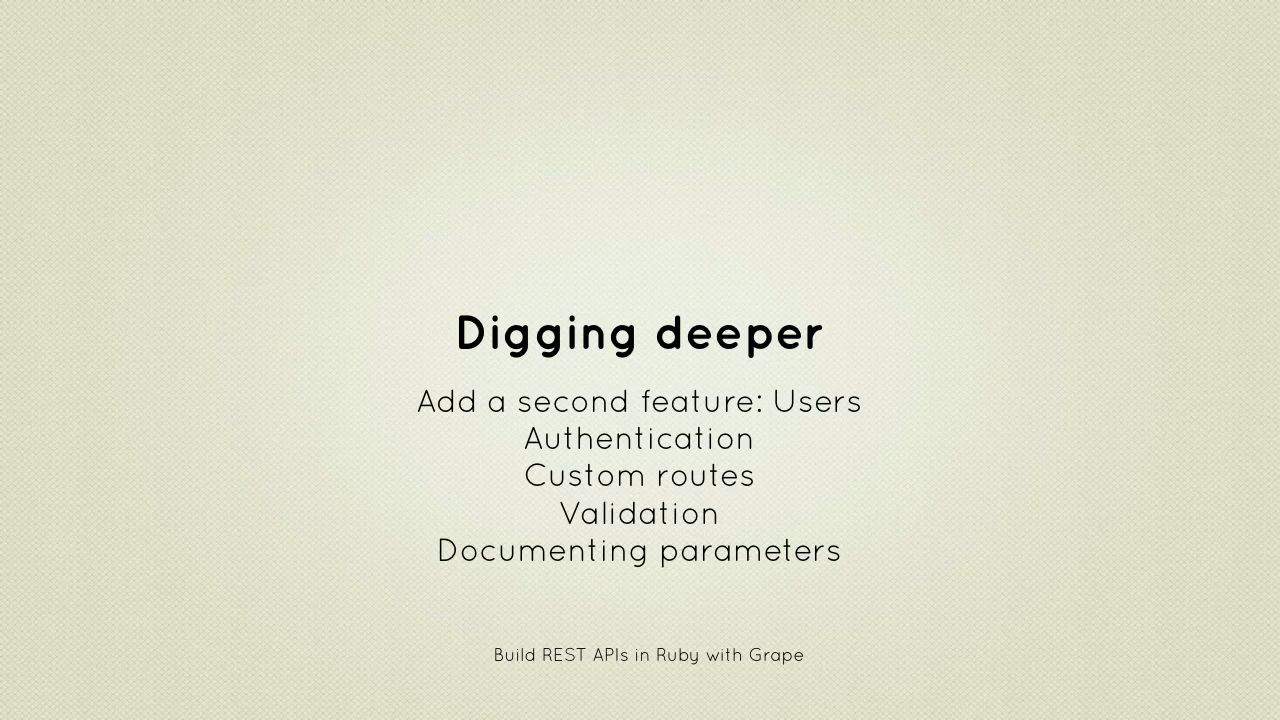 Digging deeper
Add a second feature: Users
Authentication
Custom routes
Validation
Documenting parameters
Build REST APIs in Ruby with Grape